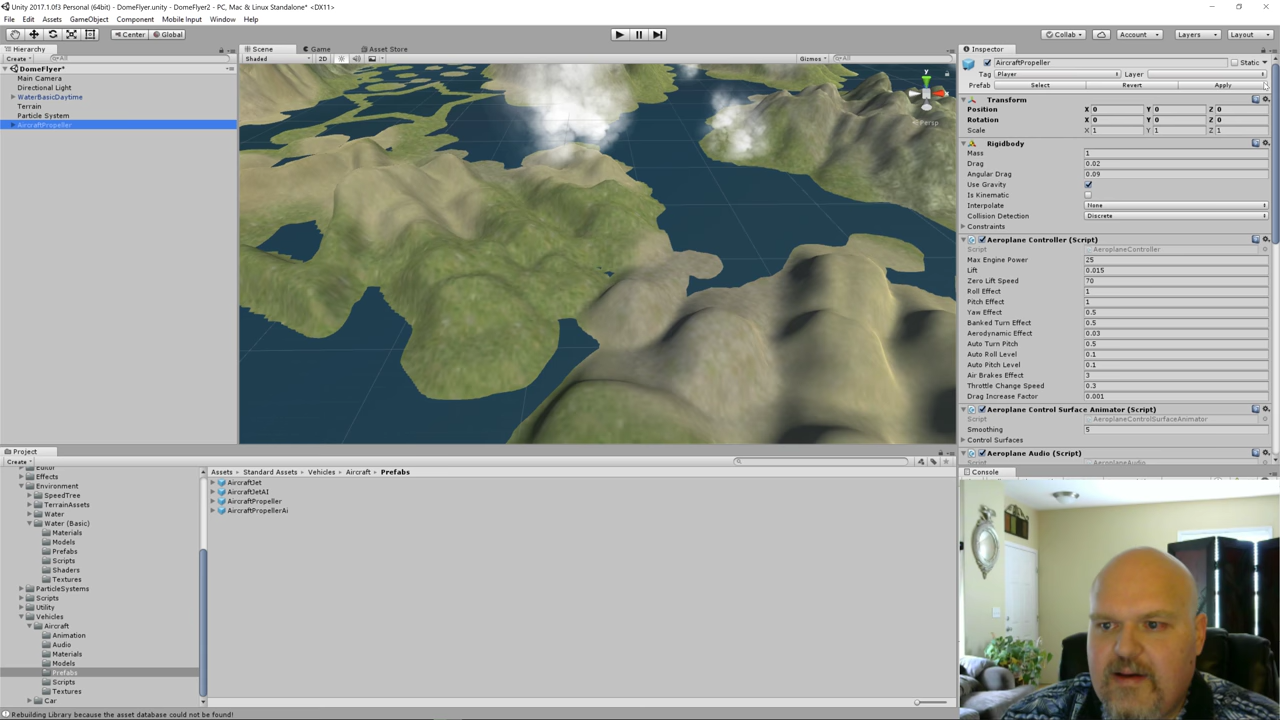 Unity 2017.1.0f3 Personal (64bit) - DomeFlyer.unity - DomeFlyer2 - PC, Mac & Linux Standalone* <DX11>
File Edit Assets GameObject Component Mobile Input Window Help
Center Global Collab Account Layers Layout
Hierarchy
Create All
DomeFlyer*
Main Camera
Directional Light
WaterBasicDaytime
Terrain
Particle System
AircraftPropeller
Scene Game Asset Store
Shaded 2D Gizmos All
y
Persp
Inspector
AircraftPropeller Static
Tag Player Layer
Prefab Select Revert Apply
Transform
Position X 0 Y 0 Z 0
Rotation X 0 Y 0 Z 0
Scale X 1 Y 1 Z 1
Rigidbody
Mass 1
Drag 0.02
Angular Drag 0.09
Use Gravity
Is Kinematic
Interpolate None
Collision Detection Discrete
Constraints
Aeroplane Controller (Script)
Script AeroplaneController
Max Engine Power 25
Lift 0.015
Zero Lift Speed 70
Roll Effect 1
Pitch Effect 1
Yaw Effect 0.5
Banked Turn Effect 0.5
Aerodynamic Effect 0.03
Auto Turn Pitch 0.5
Auto Roll Level 0.1
Auto Pitch Level 0.1
Air Brakes Effect 3
Throttle Change Speed 0.3
Drag Increase Factor 0.001
Aeroplane Control Surface Animator (Script)
Script AeroplaneControlSurfaceAnimator
Smoothing 5
Control Surfaces
Aeroplane Audio (Script)
Script AeroplaneAudio
Console
Project
Create
Editor
Effects
Environment
SpeedTree
TerrainAssets
Water
Water (Basic)
Materials
Models
Prefabs
Scripts
Shaders
Textures
ParticleSystems
Scripts
Utility
Vehicles
Aircraft
Animation
Audio
Materials
Models
Prefabs
Scripts
Textures
Car
Assets Standard Assets Vehicles Aircraft Prefabs
AircraftJet
AircraftJetAI
AircraftPropeller
AircraftPropellerAi
Rebuilding Library because the asset database could not be found!